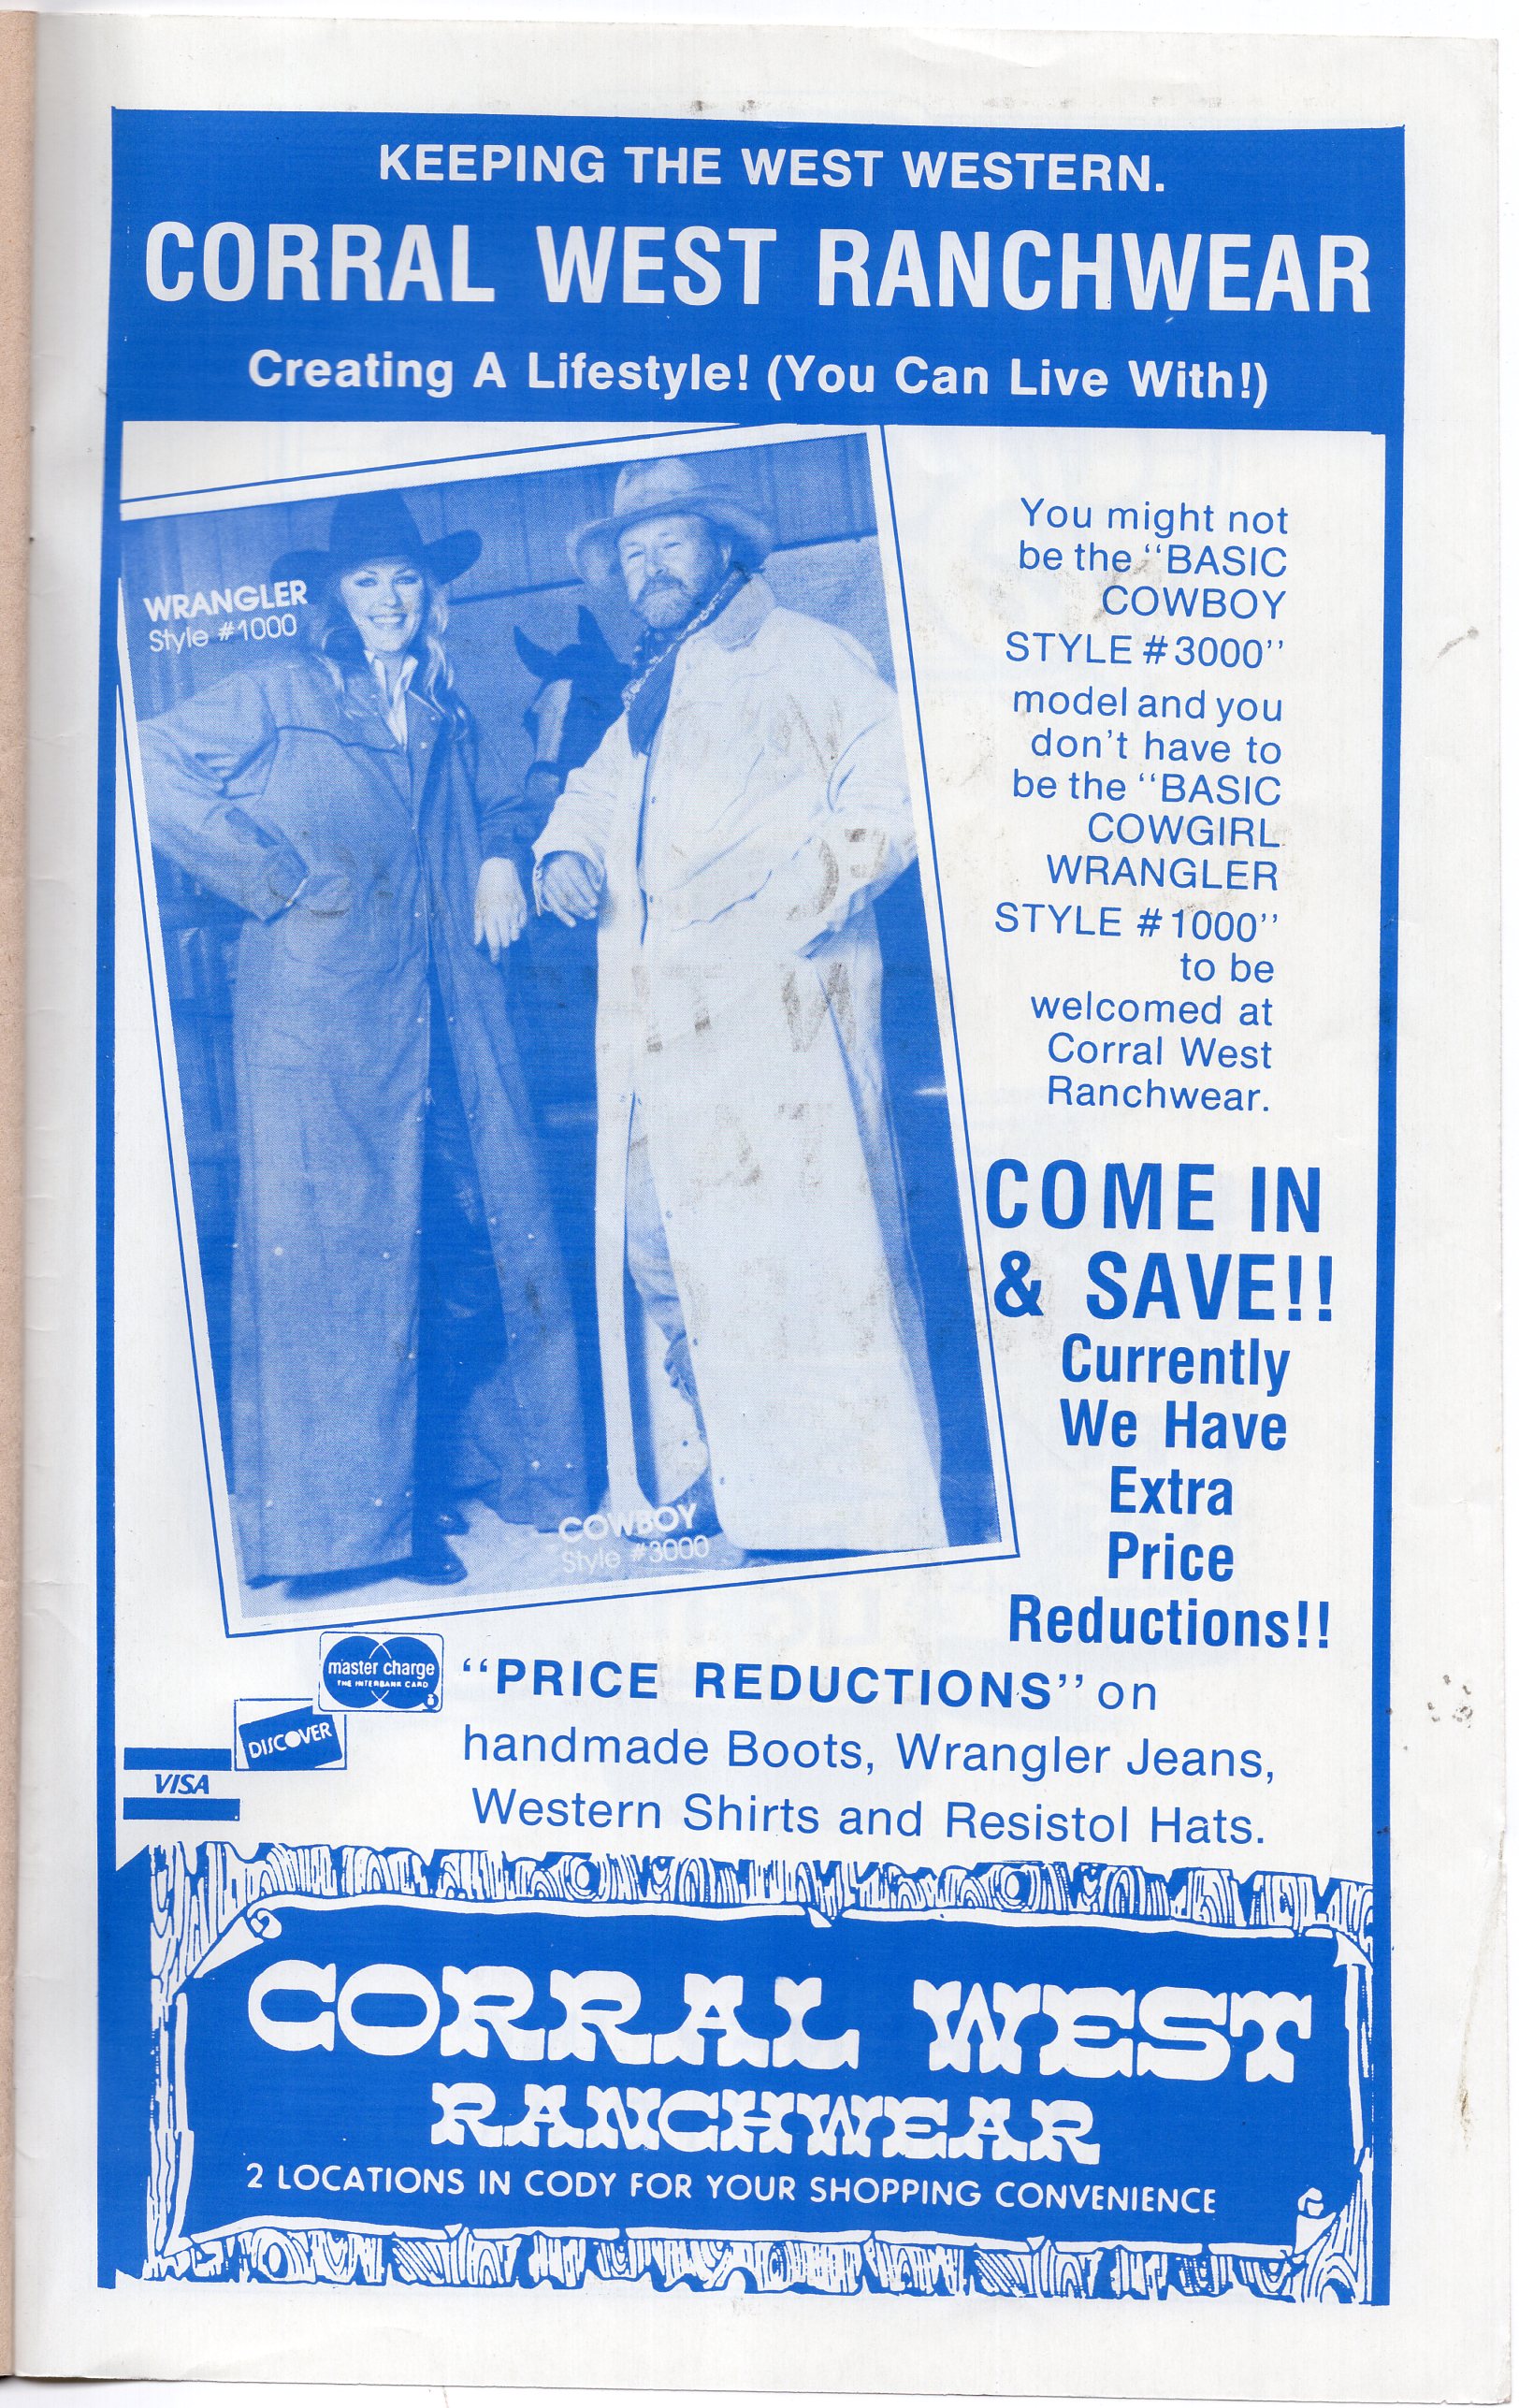 KEEPING THE WEST WESTERN.
CORRAL WEST RANCHWEAR
Creating A Lifestyle! (You Can Live With!)
WRANGLER
Style #1000
COWBOY
Style #3000
You might not
be the "BASIC
COWBOY
STYLE #3000"
model and you
don't have to
be the "BASIC
COWGIRL
WRANGLER
STYLE #1000"
to be
welcomed at
Corral West
Ranchwear.
COME IN
& SAVE!!
Currently
We Have
Extra
Price
Reductions!!
master charge
THE INTERBANK CARD
DISCOVER
VISA
"PRICE REDUCTIONS" on
handmade Boots, Wrangler Jeans,
Western Shirts and Resistol Hats.
CORRAL WEST
RANCHWEAR
2 LOCATIONS IN CODY FOR YOUR SHOPPING CONVENIENCE